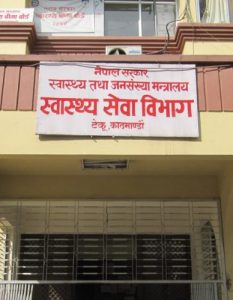 नेपाल सरकार
स्वास्थ्य तथा जनसंख्या मन्त्रालय
स्वास्थ्य सेवा विभाग
टेकु, काठमाण्डौं